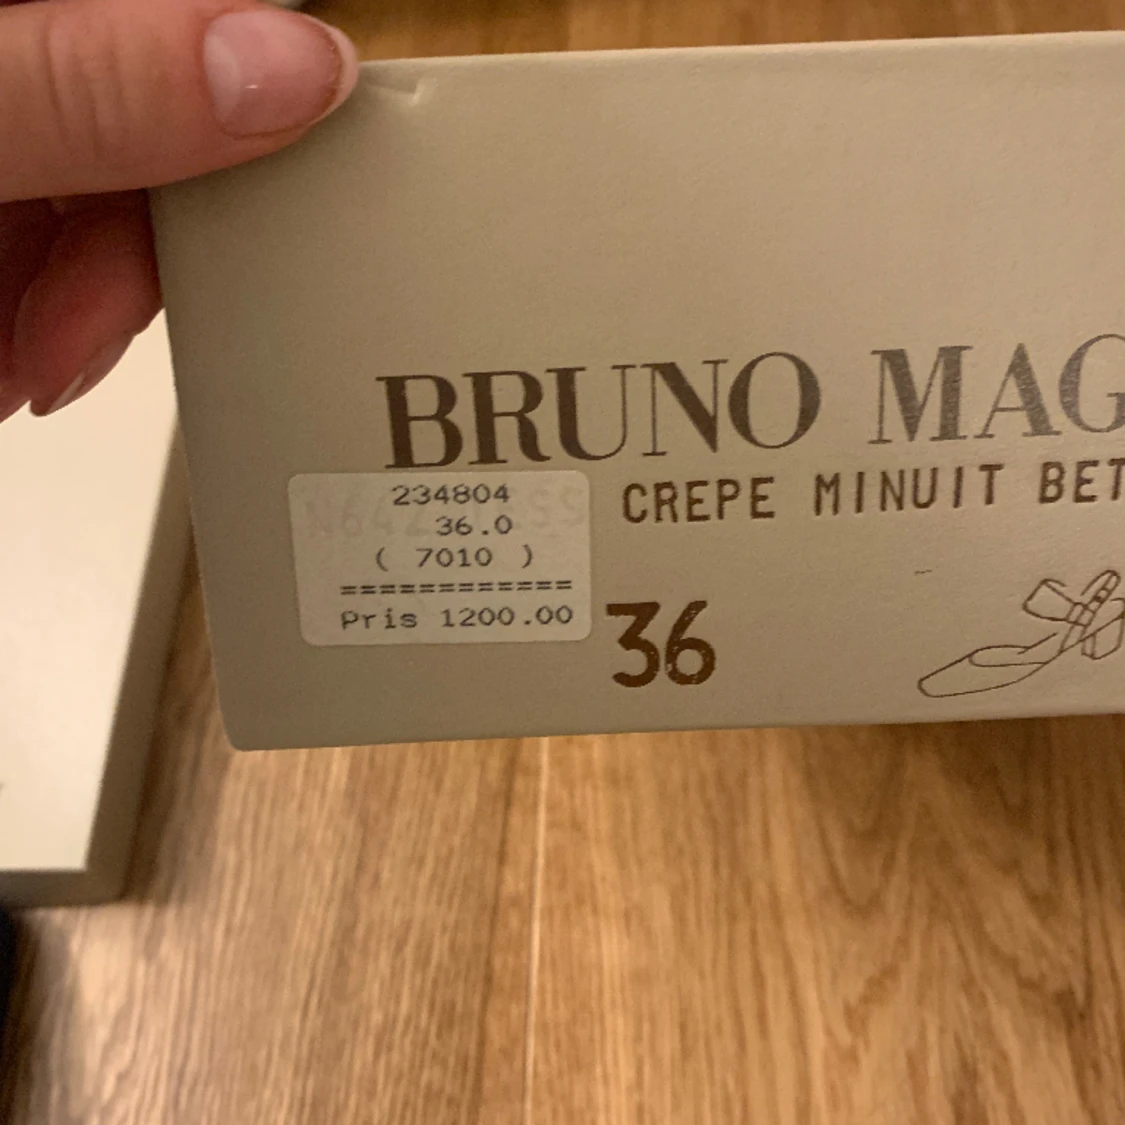 BRUNO MAG
CREPE MINUIT BET
234804
36.0
( 7010 )
============
Pris 1200.00
36